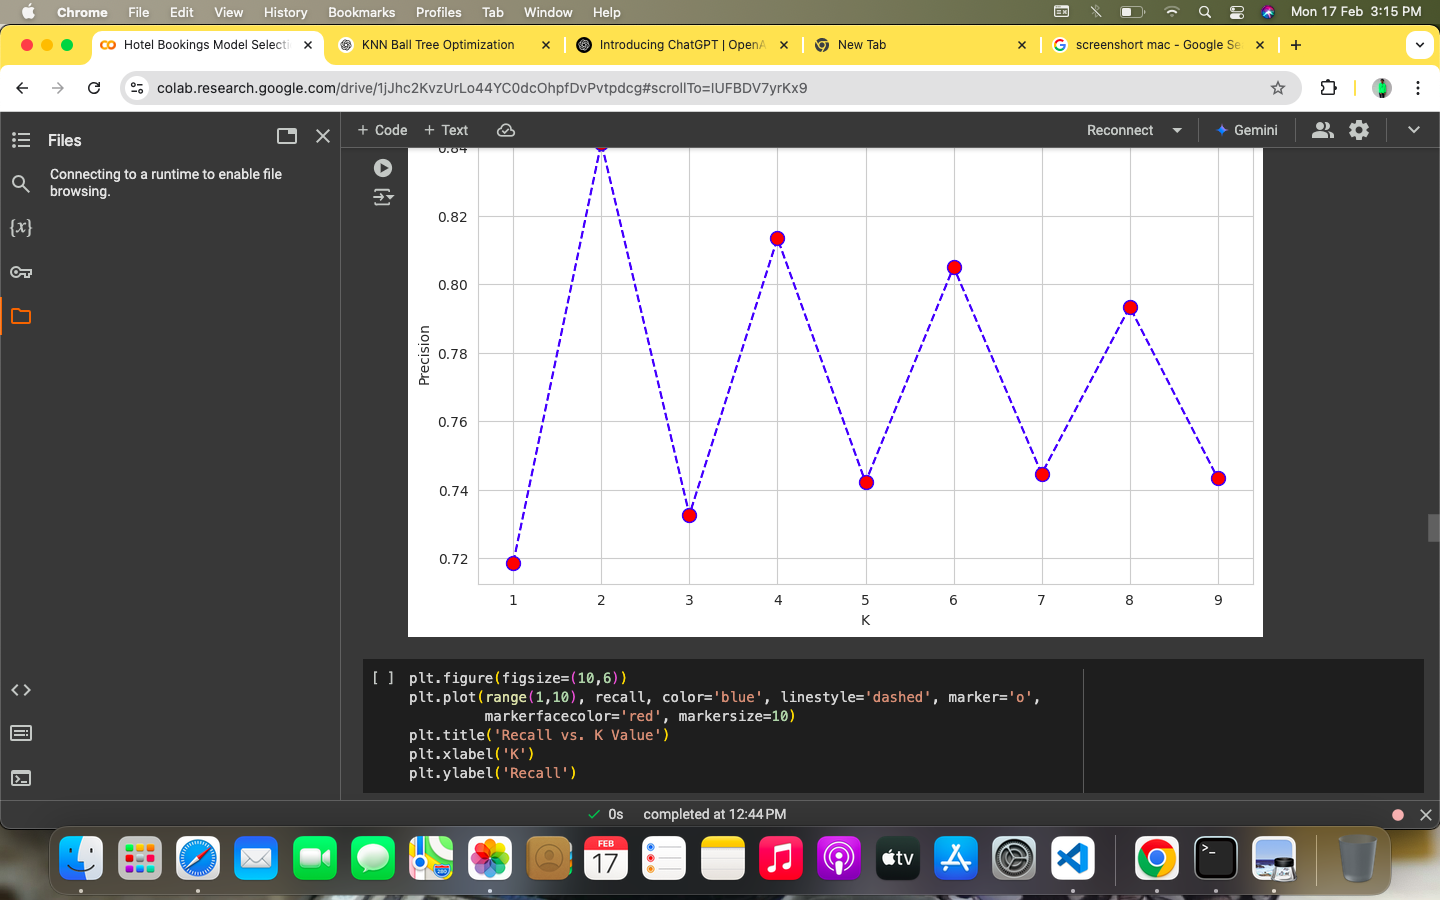 Chrome File Edit View History Bookmarks Profiles Tab Window Help Mon 17 Feb 3:15 PM
Hotel Bookings Model Selecti KNN Ball Tree Optimization Introducing ChatGPT | OpenA New Tab screenshort mac - Google Se
colab.research.google.com/drive/1jJhc2KvzUrLo44YC0dcOhpfDvPvtpdcg#scrollTo=IUFBDV7yrKx9
Files
+ Code + Text Reconnect Gemini
Connecting to a runtime to enable file
browsing.
{x}
0.84
0.82
0.80
0.78
0.76
0.74
0.72
Precision
1 2 3 4 5 6 7 8 9
K
[ ] plt.figure(figsize=(10,6))
plt.plot(range(1,10), recall, color='blue', linestyle='dashed', marker='o',
markerfacecolor='red', markersize=10)
plt.title('Recall vs. K Value')
plt.xlabel('K')
plt.ylabel('Recall')
0s completed at 12:44 PM
FEB
17
280
tv
>_